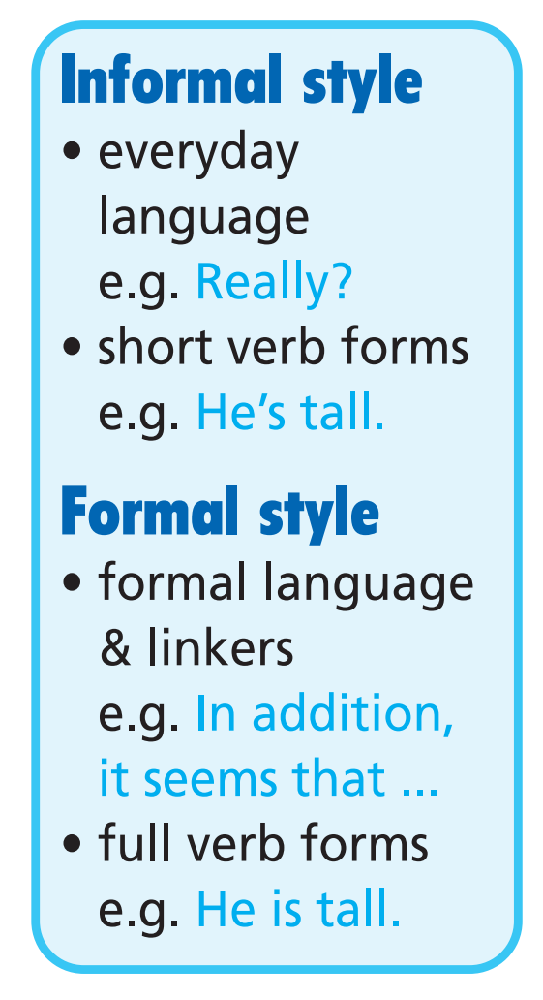 Informal style
• everyday
language
e.g. Really?
• short verb forms
e.g. He’s tall.
Formal style
• formal language
& linkers
e.g. In addition,
it seems that ...
• full verb forms
e.g. He is tall.